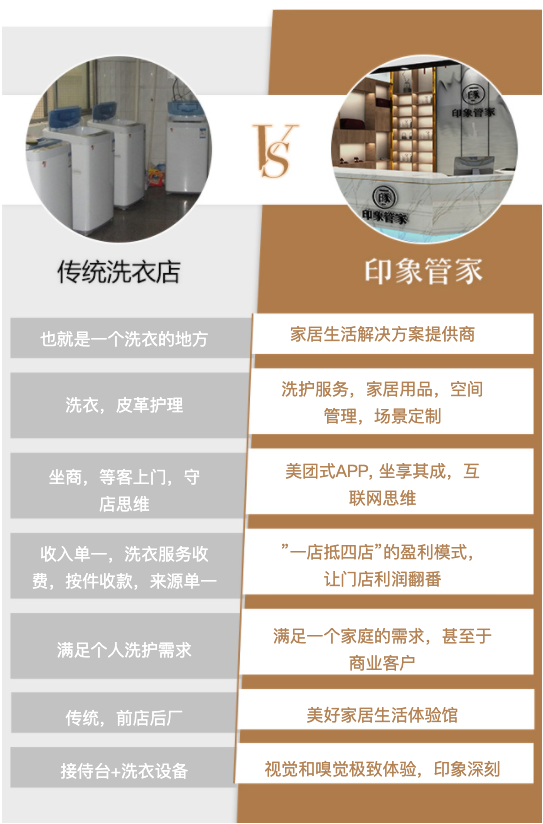 VS
印象管家
印象管家
传统洗衣店
印象管家
也就是一个洗衣的地方
家居生活解决方案提供商
洗衣，皮革护理
洗护服务，家居用品，空间
管理，场景定制
坐商，等客上门，守
店思维
美团式APP, 坐享其成，互
联网思维
收入单一，洗衣服务收
费，按件收款，来源单一
”一店抵四店”的盈利模式，
让门店利润翻番
满足个人洗护需求
满足一个家庭的需求，甚至于
商业客户
传统，前店后厂
美好家居生活体验馆
接待台+洗衣设备
视觉和嗅觉极致体验，印象深刻